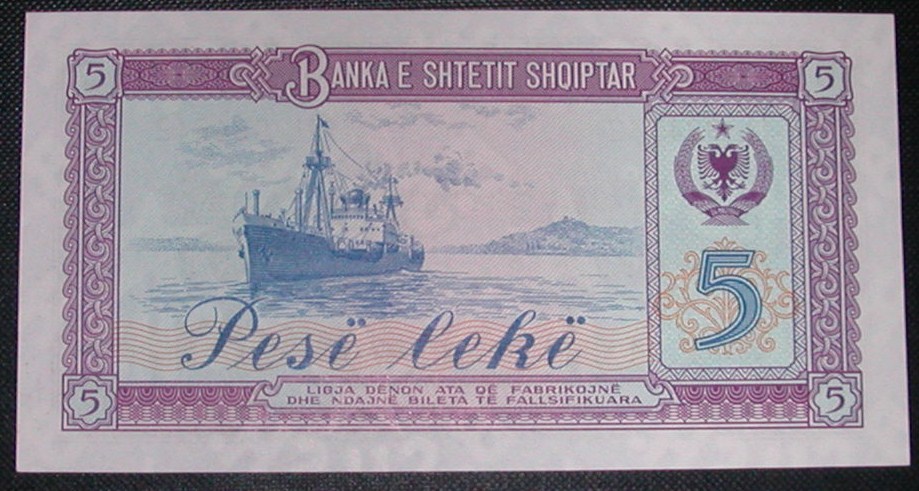 5 BANKA E SHTETIT SHQIPTAR 5
5
Pesë lekë
5 LIGJA DËNON ATA QË FABRIKOJNË 5
DHE NDAJNË BILETA TË FALLSIFIKUARA